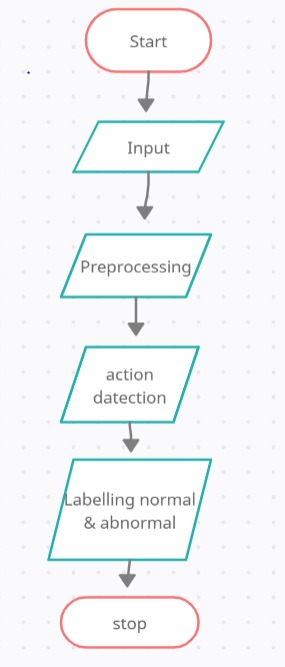 Start
Input
Preprocessing
action
datection
Labelling normal
& abnormal
stop